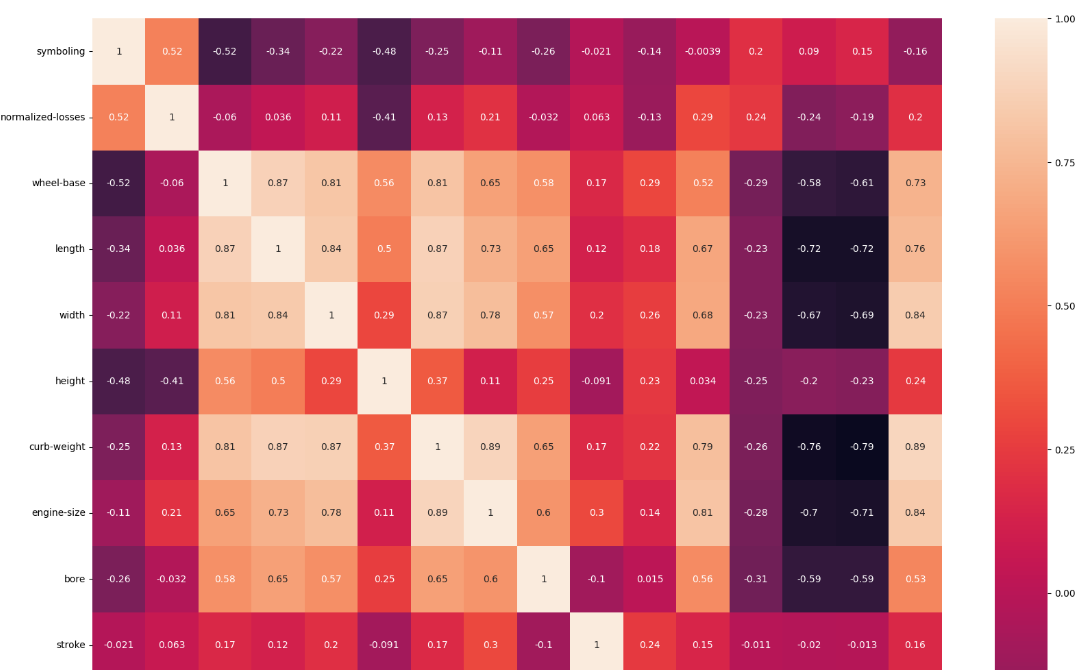 symboling 1 0.52 -0.52 -0.34 -0.22 -0.48 -0.25 -0.11 -0.26 -0.021 -0.14 -0.0039 0.2 0.09 0.15 -0.16 1.00
normalized-losses 0.52 1 -0.06 0.036 0.11 -0.41 0.13 0.21 -0.032 0.063 -0.13 0.29 0.24 -0.24 -0.19 0.2
0.75
wheel-base -0.52 -0.06 1 0.87 0.81 0.56 0.81 0.65 0.58 0.17 0.29 0.52 -0.29 -0.58 -0.61 0.73
length -0.34 0.036 0.87 1 0.84 0.5 0.87 0.73 0.65 0.12 0.18 0.67 -0.23 -0.72 -0.72 0.76
0.50
width -0.22 0.11 0.81 0.84 1 0.29 0.87 0.78 0.57 0.2 0.26 0.68 -0.23 -0.67 -0.69 0.84
height -0.48 -0.41 0.56 0.5 0.29 1 0.37 0.11 0.25 -0.091 0.23 0.034 -0.25 -0.2 -0.23 0.24
curb-weight -0.25 0.13 0.81 0.87 0.87 0.37 1 0.89 0.65 0.17 0.22 0.79 -0.26 -0.76 -0.79 0.89
0.25
engine-size -0.11 0.21 0.65 0.73 0.78 0.11 0.89 1 0.6 0.3 0.14 0.81 -0.28 -0.7 -0.71 0.84
bore -0.26 -0.032 0.58 0.65 0.57 0.25 0.65 0.6 1 -0.1 0.015 0.56 -0.31 -0.59 -0.59 0.53
0.00
stroke -0.021 0.063 0.17 0.12 0.2 -0.091 0.17 0.3 -0.1 1 0.24 0.15 -0.011 -0.02 -0.013 0.16